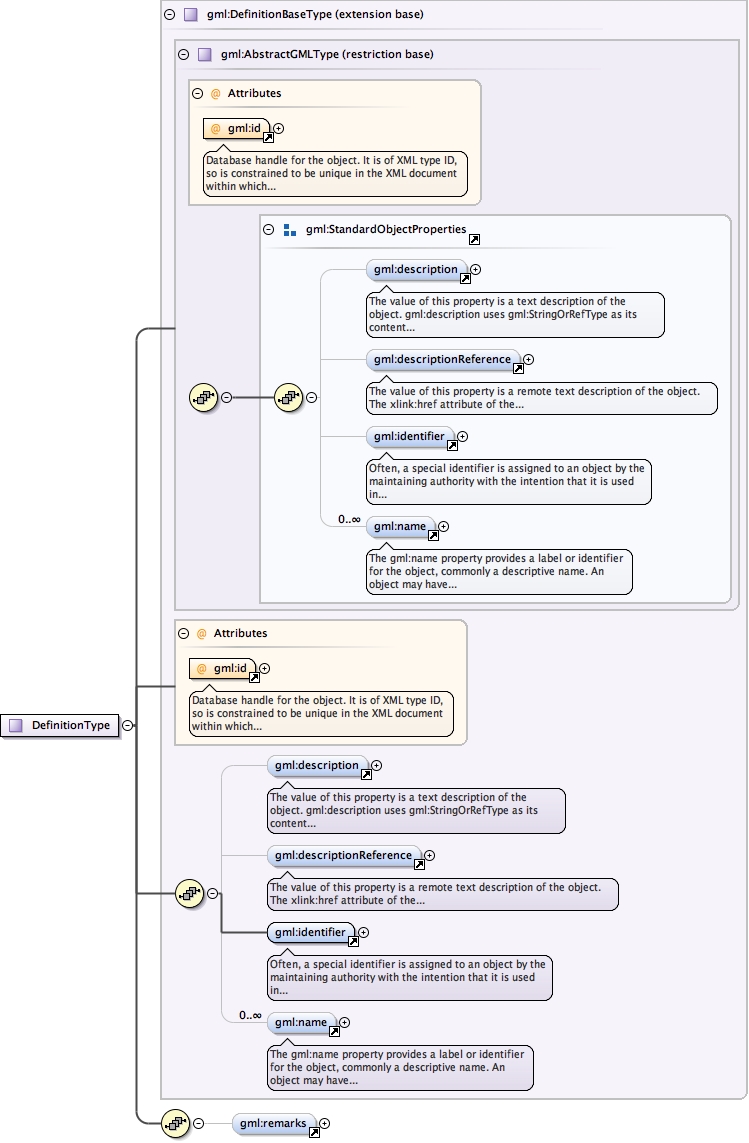 gml:DefinitionBaseType (extension base)
gml:AbstractGMLType (restriction base)
@ Attributes
@ gml:id
Database handle for the object. It is of XML type ID,
so is constrained to be unique in the XML document
within which...
gml:StandardObjectProperties
gml:description
The value of this property is a text description of the
object. gml:description uses gml:StringOrRefType as its
content...
gml:descriptionReference
The value of this property is a remote text description of the object.
The xlink:href attribute of the...
gml:identifier
Often, a special identifier is assigned to an object by the
maintaining authority with the intention that it is used
in...
0..∞
gml:name
The gml:name property provides a label or identifier
for the object, commonly a descriptive name. An
object may have...
@ Attributes
@ gml:id
Database handle for the object. It is of XML type ID,
so is constrained to be unique in the XML document
within which...
DefinitionType
gml:description
The value of this property is a text description of the
object. gml:description uses gml:StringOrRefType as its
content...
gml:descriptionReference
The value of this property is a remote text description of the object.
The xlink:href attribute of the...
gml:identifier
Often, a special identifier is assigned to an object by the
maintaining authority with the intention that it is used
in...
0..∞
gml:name
The gml:name property provides a label or identifier
for the object, commonly a descriptive name. An
object may have...
gml:remarks